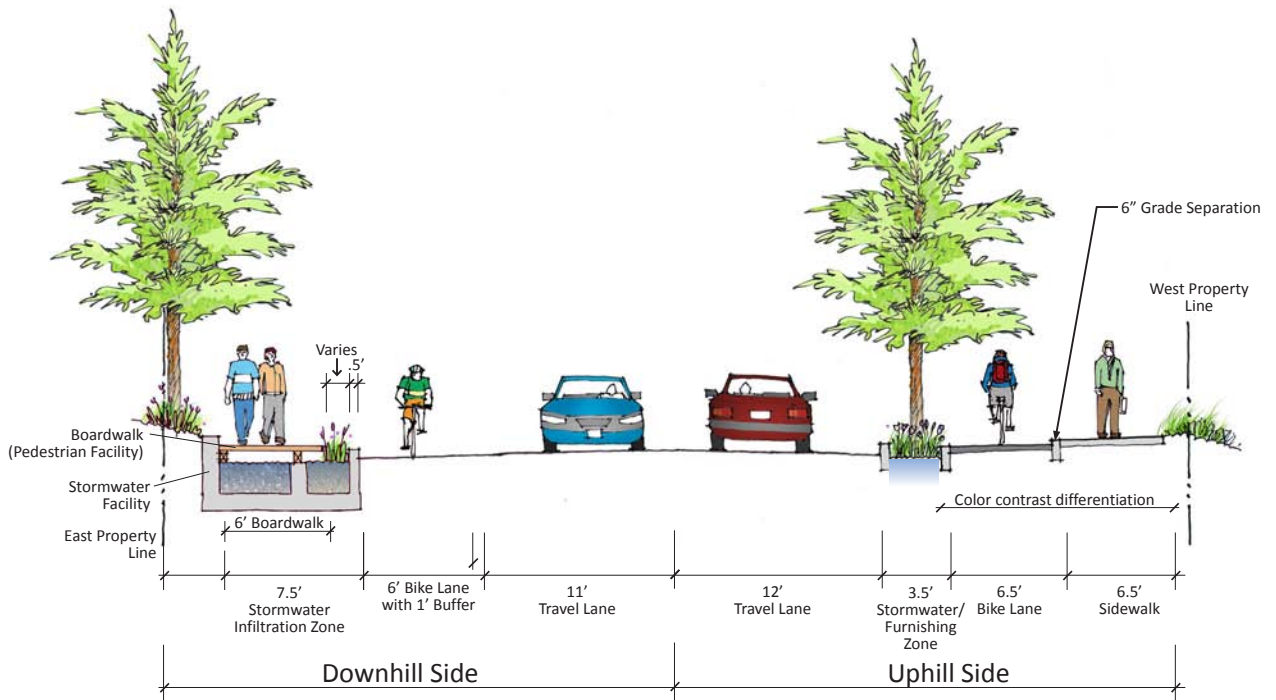 6” Grade Separation
West Property
Line
Varies
.5’
Boardwalk
(Pedestrian Facility)
Stormwater
Facility
6’ Boardwalk
Color contrast differentiation
East Property
Line
7.5’
Stormwater
Infiltration Zone
6’ Bike Lane
with 1’ Buffer
11’
Travel Lane
12’
Travel Lane
3.5’
Stormwater/
Furnishing
Zone
6.5’
Bike Lane
6.5’
Sidewalk
Downhill Side
Uphill Side